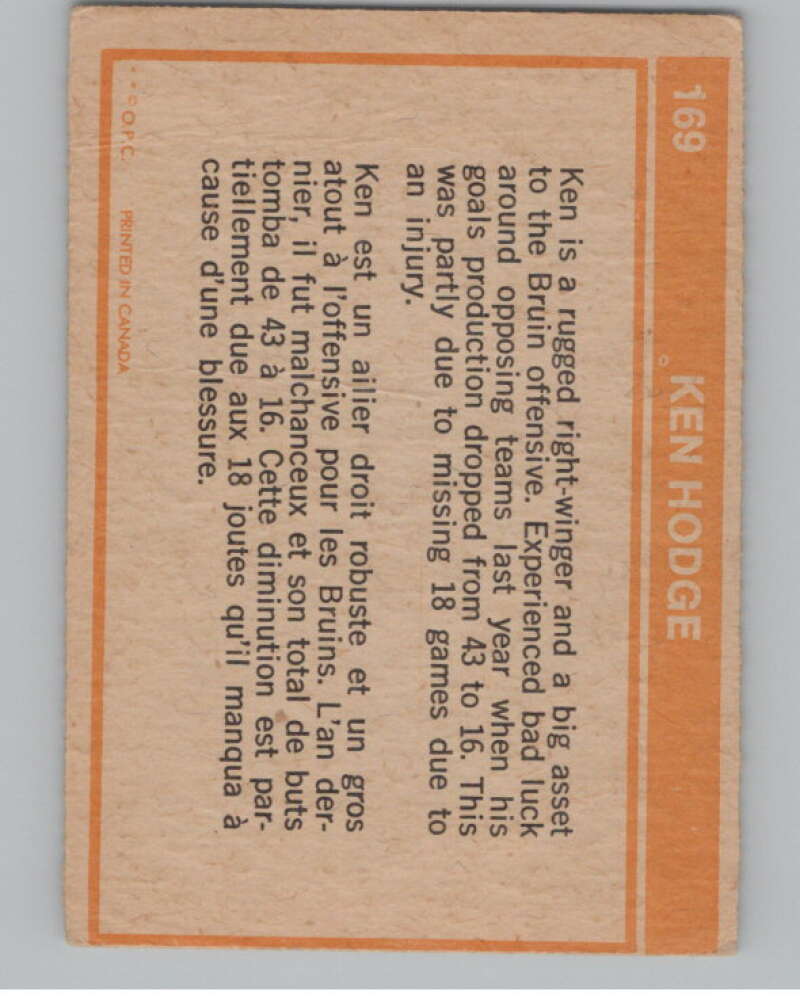 169 KEN HODGE
Ken is a rugged right-winger and a big asset
to the Bruin offensive. Experienced bad luck
around opposing teams last year when his
goals production dropped from 43 to 16. This
was partly due to missing 18 games due to
an injury.
Ken est un ailier droit robuste et un gros
atout à l'offensive pour les Bruins. L'an der-
nier, il fut malchanceux et son total de buts
tomba de 43 à 16. Cette diminution est par-
tiellement due aux 18 joutes qu'il manqua à
cause d'une blessure.
**© O.P.C. PRINTED IN CANADA